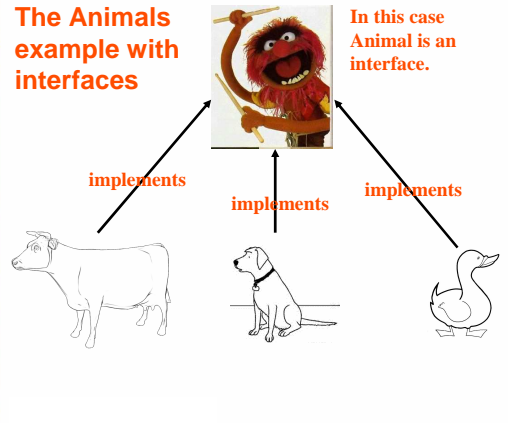 The Animals
example with
interfaces
In this case
Animal is an
interface.
implements
implements
implements